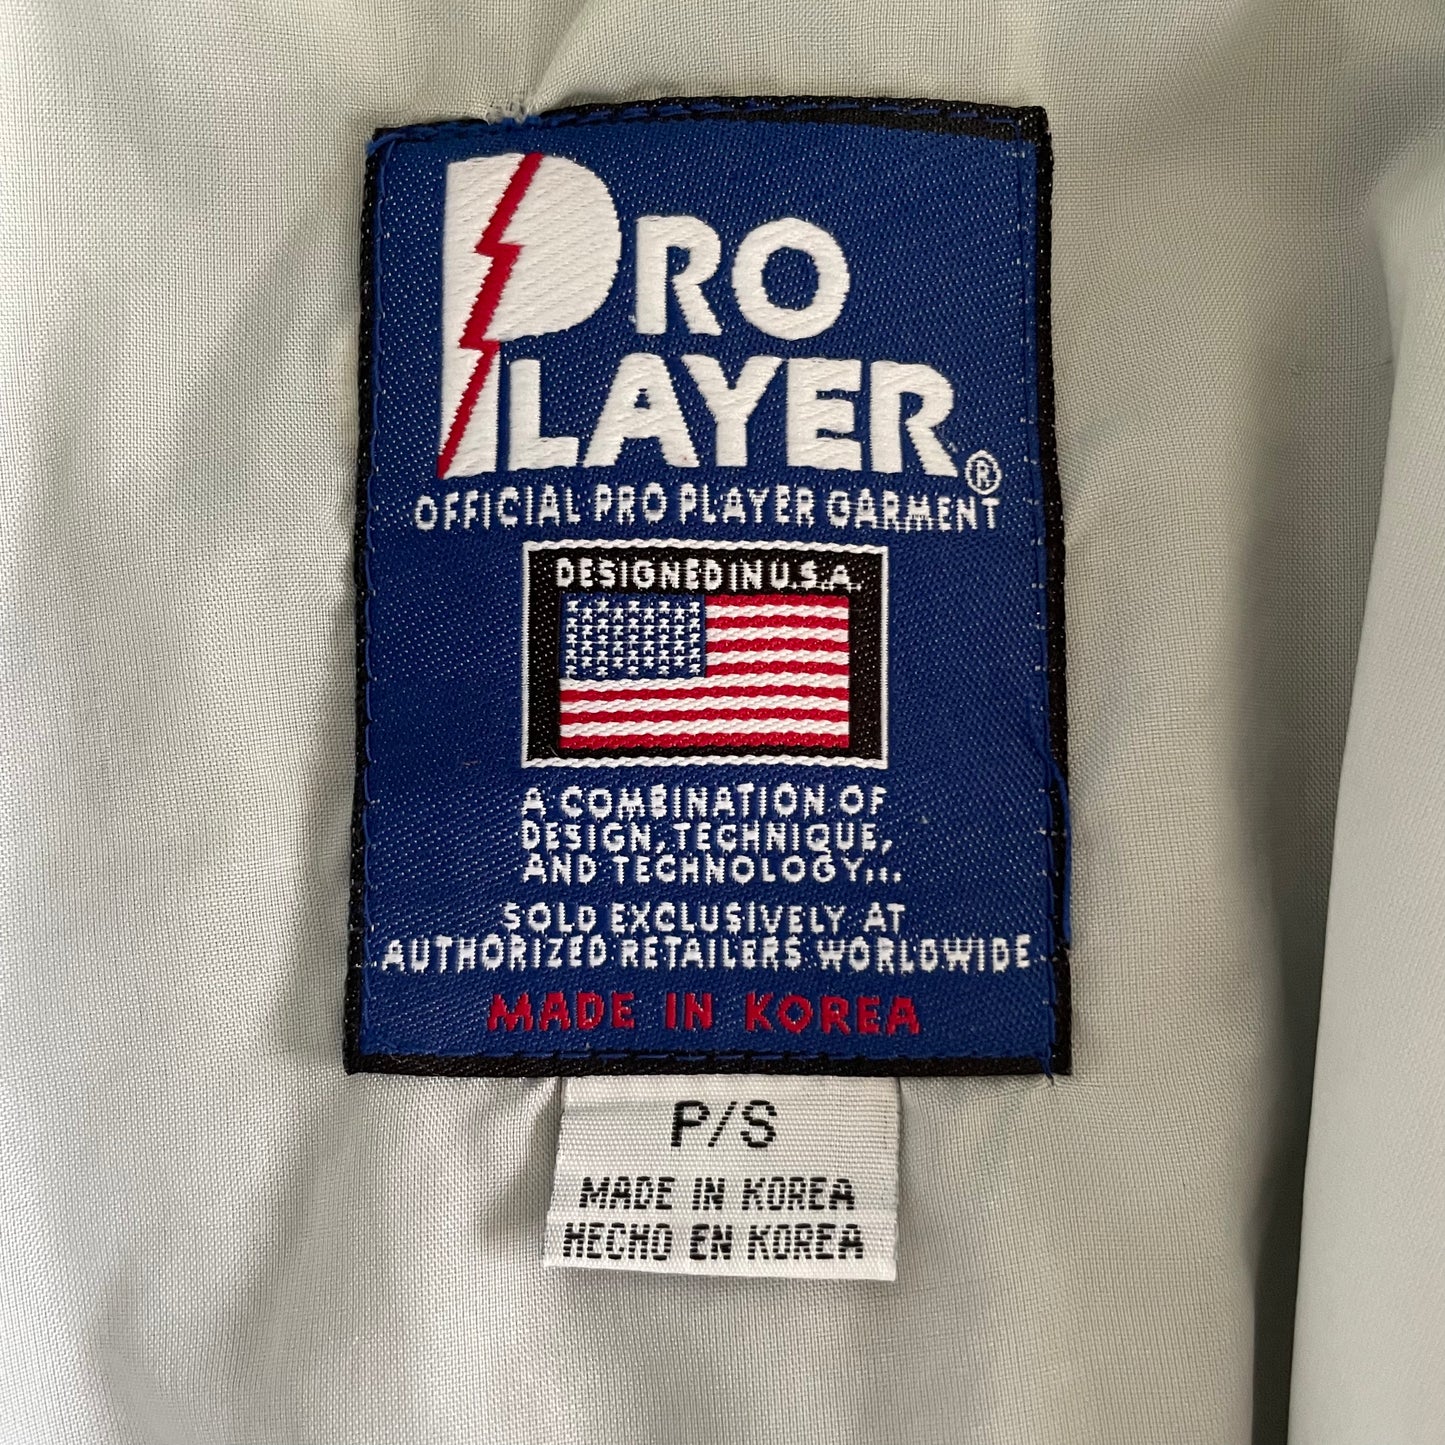 PRO
PLAYER®
OFFICIAL PRO PLAYER GARMENT
DESIGNED IN U.S.A.
A COMBINATION OF
DESIGN, TECHNIQUE,
AND TECHNOLOGY...
SOLD EXCLUSIVELY AT
AUTHORIZED RETAILERS WORLDWIDE
MADE IN KOREA
P/S
MADE IN KOREA
HECHO EN KOREA